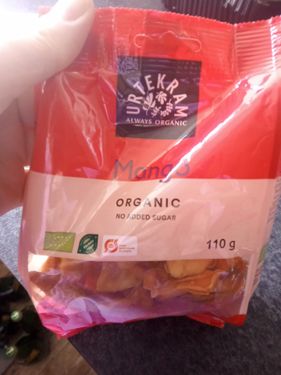 URTEKRAM
ALWAYS ORGANIC
Mango
ORGANIC
NO ADDED SUGAR
110 g